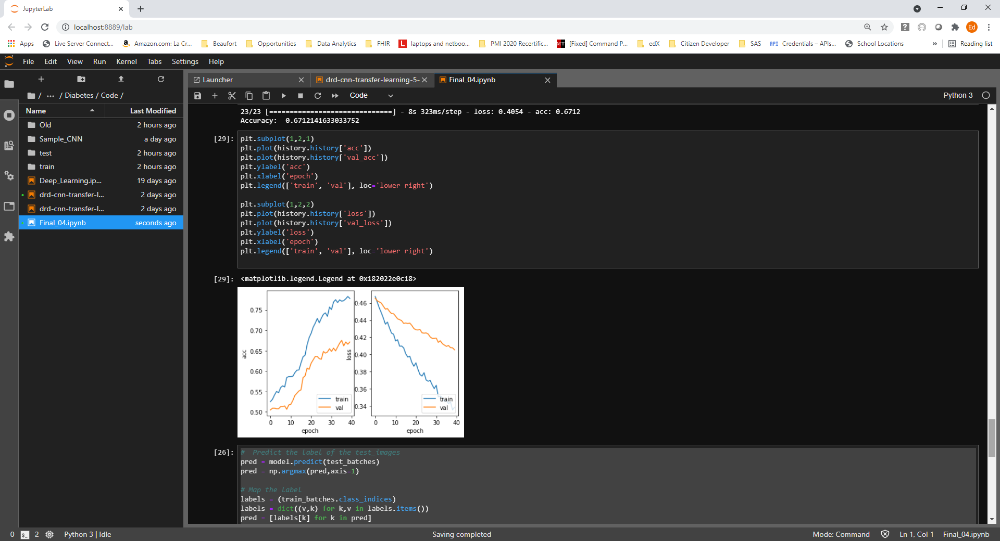 JupyterLab
localhost:8889/lab
Ed
Apps Live Server Connect... Amazon.com: La Cr... Beaufort Opportunities Data Analytics FHIR L laptops and netboo... PMI 2020 Recertific... MT [Fixed] Command P... edX Citizen Developer SAS API Credentials – APIs... School Locations » Reading list
File Edit View Run Kernel Tabs Settings Help
Launcher drd-cnn-transfer-learning-5- Final_04.ipynb
/ ... / Diabetes / Code /
Code Python 3
Name Last Modified
Old 2 hours ago
Sample_CNN a day ago
test 2 hours ago
train 2 hours ago
Deep_Learning.ip... 19 days ago
drd-cnn-transfer-l... 2 days ago
drd-cnn-transfer-l... 2 days ago
Final_04.ipynb seconds ago
23/23 [==============================] - 8s 323ms/step - loss: 0.4054 - acc: 0.6712
Accuracy:  0.6712141633033752
[29]: plt.subplot(1,2,1)
plt.plot(history.history['acc'])
plt.plot(history.history['val_acc'])
plt.ylabel('acc')
plt.xlabel('epoch')
plt.legend(['train', 'val'], loc='lower right')
plt.subplot(1,2,2)
plt.plot(history.history['loss'])
plt.plot(history.history['val_loss'])
plt.ylabel('loss')
plt.xlabel('epoch')
plt.legend(['train', 'val'], loc='lower right')
[29]: <matplotlib.legend.Legend at 0x182022e0c18>
acc
0.75
0.70
0.65
0.60
0.55
0.50
0 10 20 30 40
epoch
train
val
loss
0.46
0.44
0.42
0.40
0.38
0.36
0.34
0 10 20 30 40
epoch
train
val
[26]: #  Predict the label of the test_images
pred = model.predict(test_batches)
pred = np.argmax(pred,axis=1)
# Map the label
labels = (train_batches.class_indices)
labels = dict((v,k) for k,v in labels.items())
pred = [labels[k] for k in pred]
0 $_ 2 Python 3 | Idle Saving completed Mode: Command Ln 1, Col 1 Final_04.ipynb